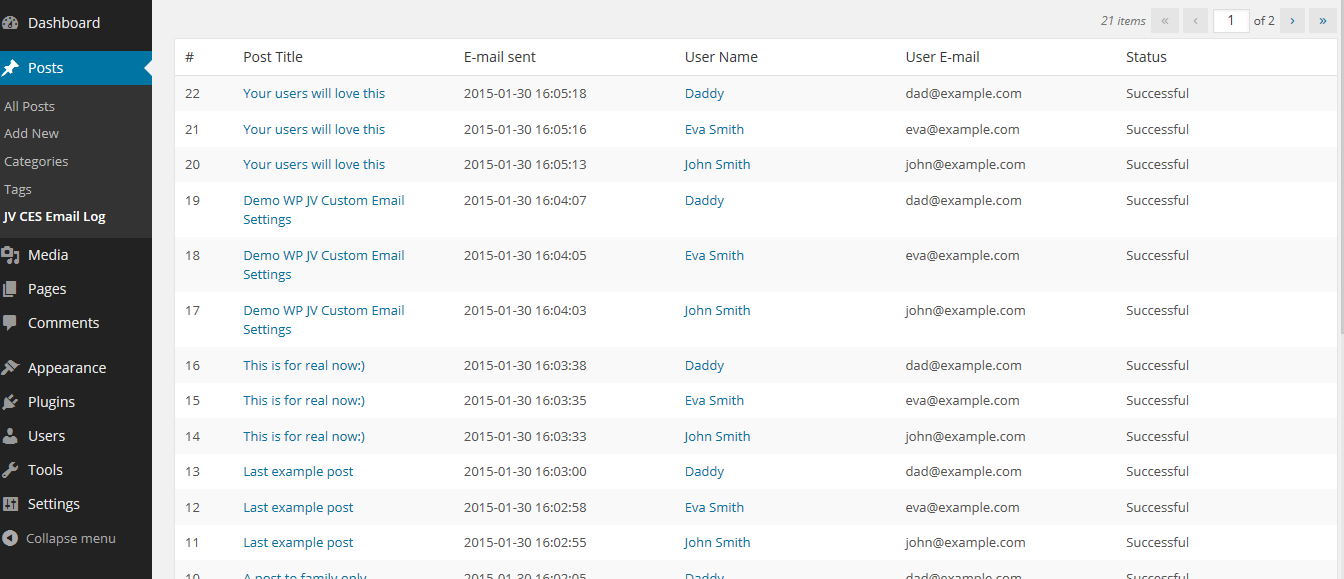 Dashboard
Posts
All Posts
Add New
Categories
Tags
JV CES Email Log
Media
Pages
Comments
Appearance
Plugins
Users
Tools
Settings
Collapse menu
21 items « ‹ 1 of 2 › »
# Post Title E-mail sent User Name User E-mail Status
22 Your users will love this 2015-01-30 16:05:18 Daddy dad@example.com Successful
21 Your users will love this 2015-01-30 16:05:16 Eva Smith eva@example.com Successful
20 Your users will love this 2015-01-30 16:05:13 John Smith john@example.com Successful
19 Demo WP JV Custom Email 2015-01-30 16:04:07 Daddy dad@example.com Successful
Settings
18 Demo WP JV Custom Email 2015-01-30 16:04:05 Eva Smith eva@example.com Successful
Settings
17 Demo WP JV Custom Email 2015-01-30 16:04:03 John Smith john@example.com Successful
Settings
16 This is for real now:) 2015-01-30 16:03:38 Daddy dad@example.com Successful
15 This is for real now:) 2015-01-30 16:03:35 Eva Smith eva@example.com Successful
14 This is for real now:) 2015-01-30 16:03:33 John Smith john@example.com Successful
13 Last example post 2015-01-30 16:03:00 Daddy dad@example.com Successful
12 Last example post 2015-01-30 16:02:58 Eva Smith eva@example.com Successful
11 Last example post 2015-01-30 16:02:55 John Smith john@example.com Successful
10 A post to family only 2015-01-30 16:02:05 Daddy dad@example.com Successful